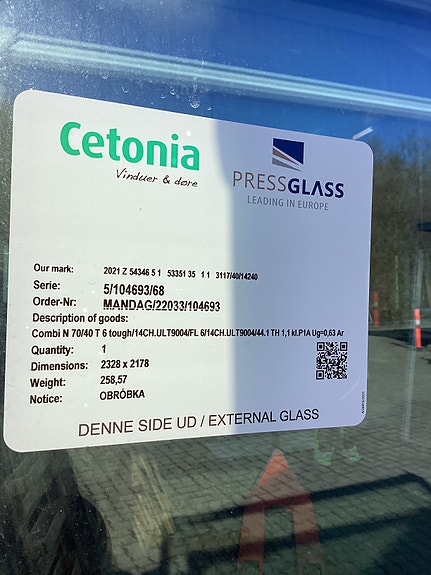 Cetonia
Vinduer & døre
PRESSGLASS
LEADING IN EUROPE
Our mark: 2021 Z 54346 5 1 53351 35 1 1 3117/40/14240
Serie: 5/104693/68
Order-Nr: MANDAG/22033/104693
Description of goods:
Combi N 70/40 T 6 tough/14CH.ULT9004/FL 6/14CH.ULT9004/44.1 TH 1,1 kl.P1A Ug=0,63 Ar
Quantity: 1
Dimensions: 2328 x 2178
Weight: 258,57
Notice: OBRÓBKA
DENNE SIDE UD / EXTERNAL GLASS